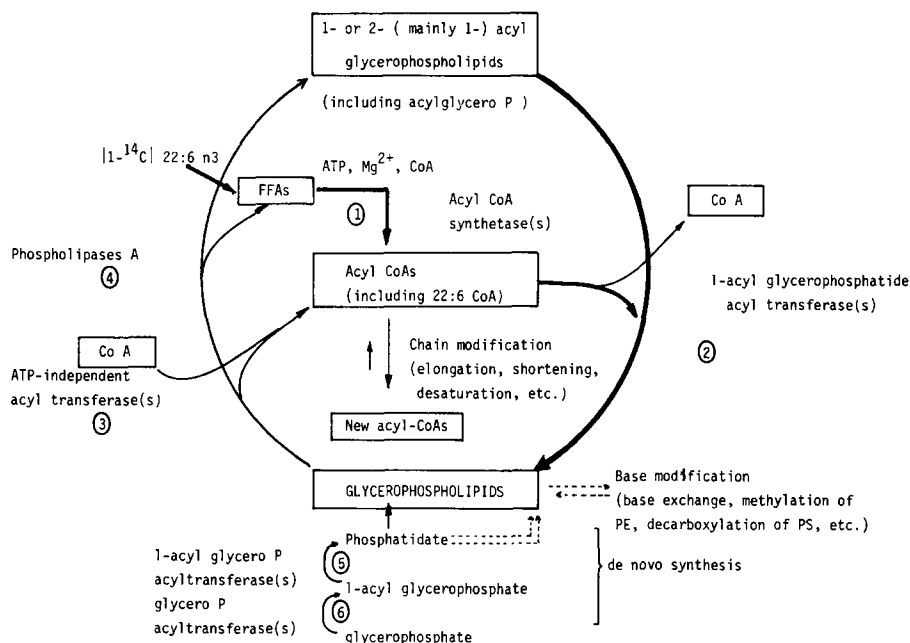 1- or 2- ( mainly 1-) acyl
glycerophospholipids
(including acylglycero P )
|1-¹⁴C| 22:6 n3
FFAs
ATP, Mg²⁺, CoA
①
Acyl CoA
synthetase(s)
Co A
Phospholipases A
④
Acyl CoAs
(including 22:6 CoA)
1-acyl glycerophosphatide
acyl transferase(s)
②
Co A
ATP-independent
acyl transferase(s)
③
Chain modification
(elongation, shortening,
desaturation, etc.)
New acyl-CoAs
GLYCEROPHOSPHOLIPIDS
Base modification
(base exchange, methylation of
PE, decarboxylation of PS, etc.)
Phosphatidate
1-acyl glycero P
acyltransferase(s)
⑤
de novo synthesis
1-acyl glycerophosphate
glycero P
acyltransferase(s)
⑥
glycerophosphate